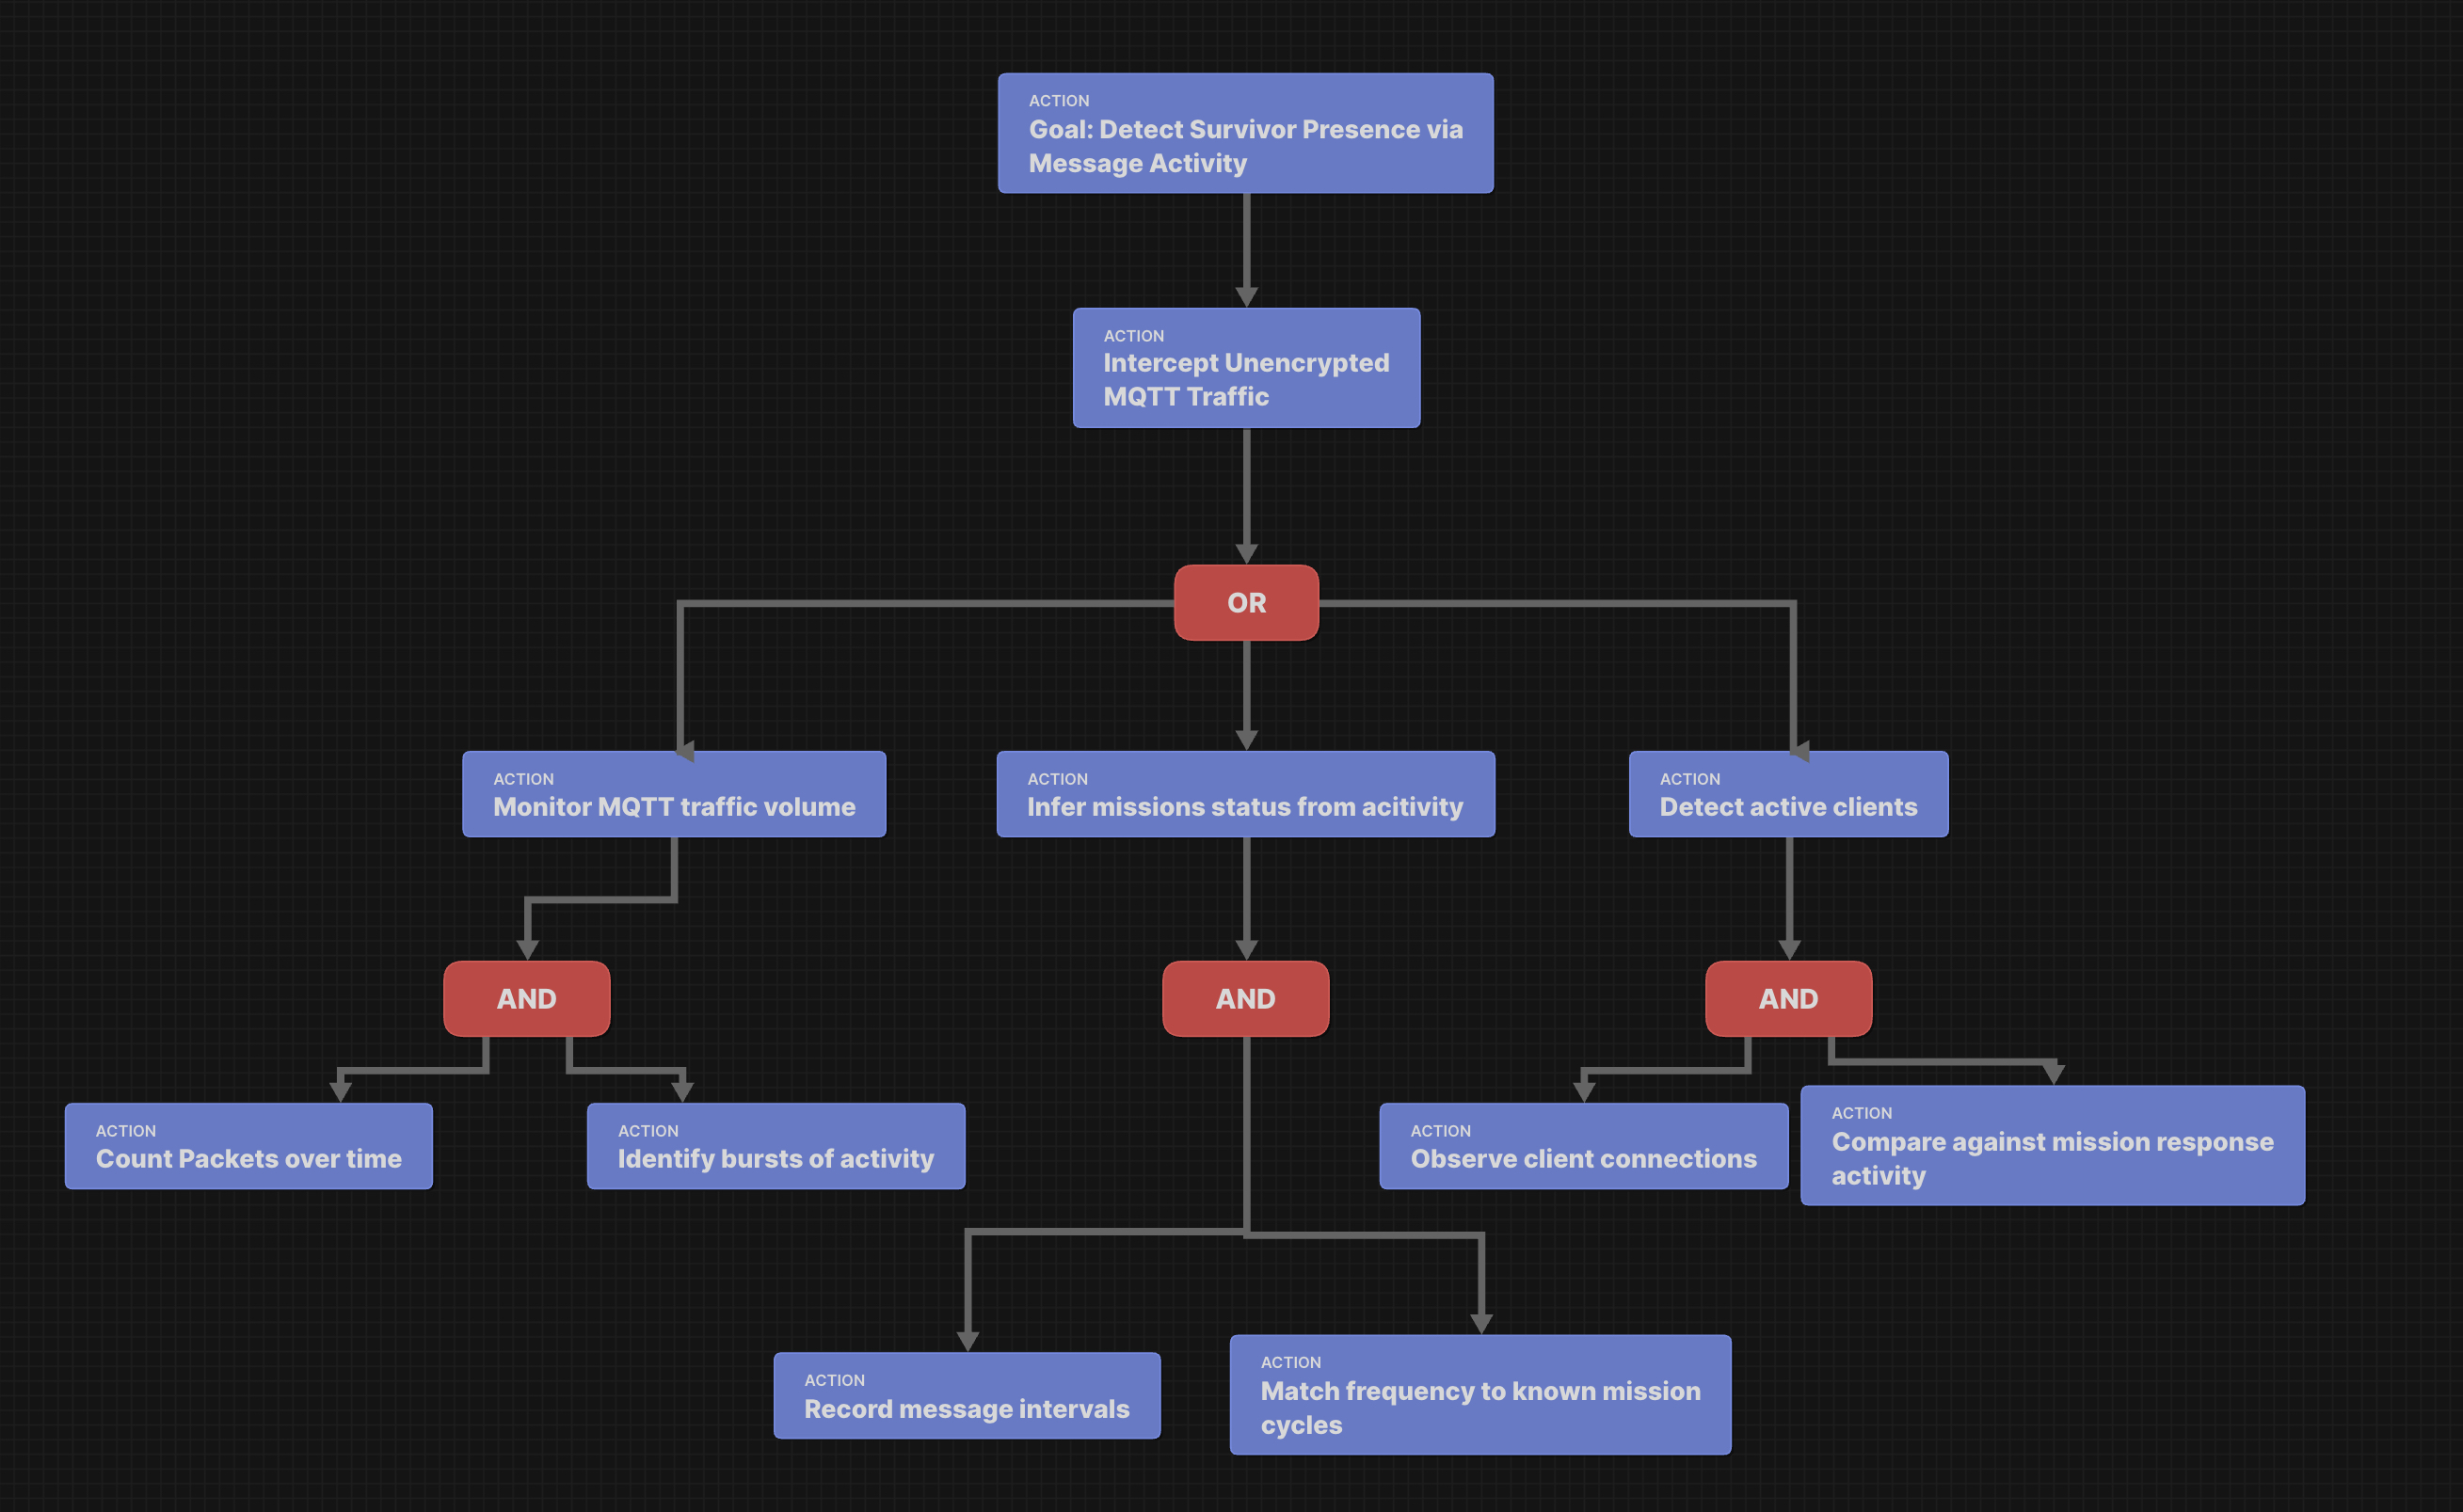 ACTION
Goal: Detect Survivor Presence via
Message Activity
ACTION
Intercept Unencrypted
MQTT Traffic
OR
ACTION
Monitor MQTT traffic volume
ACTION
Infer missions status from acitivity
ACTION
Detect active clients
AND
AND
AND
ACTION
Count Packets over time
ACTION
Identify bursts of activity
ACTION
Observe client connections
ACTION
Compare against mission response
activity
ACTION
Record message intervals
ACTION
Match frequency to known mission
cycles